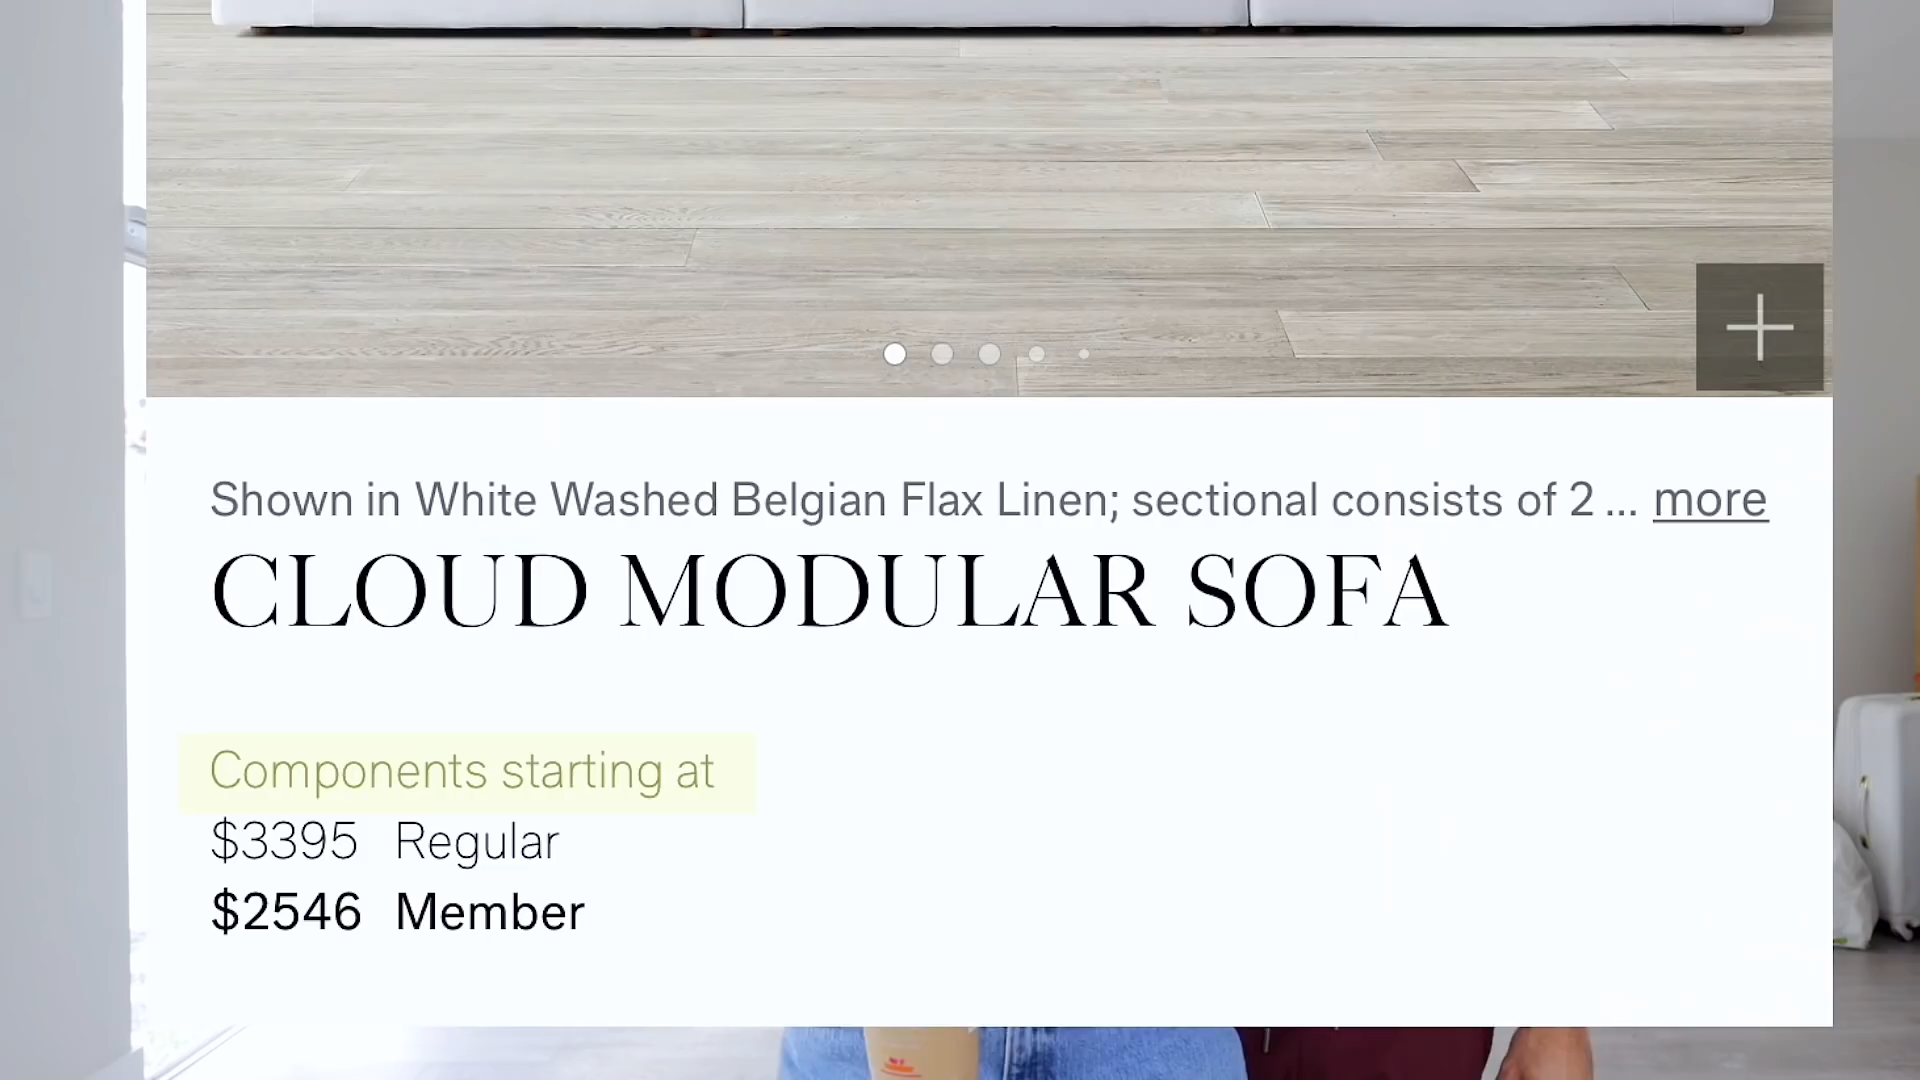 Shown in White Washed Belgian Flax Linen; sectional consists of 2 ... more
CLOUD MODULAR SOFA
Components starting at
$3395 Regular
$2546 Member